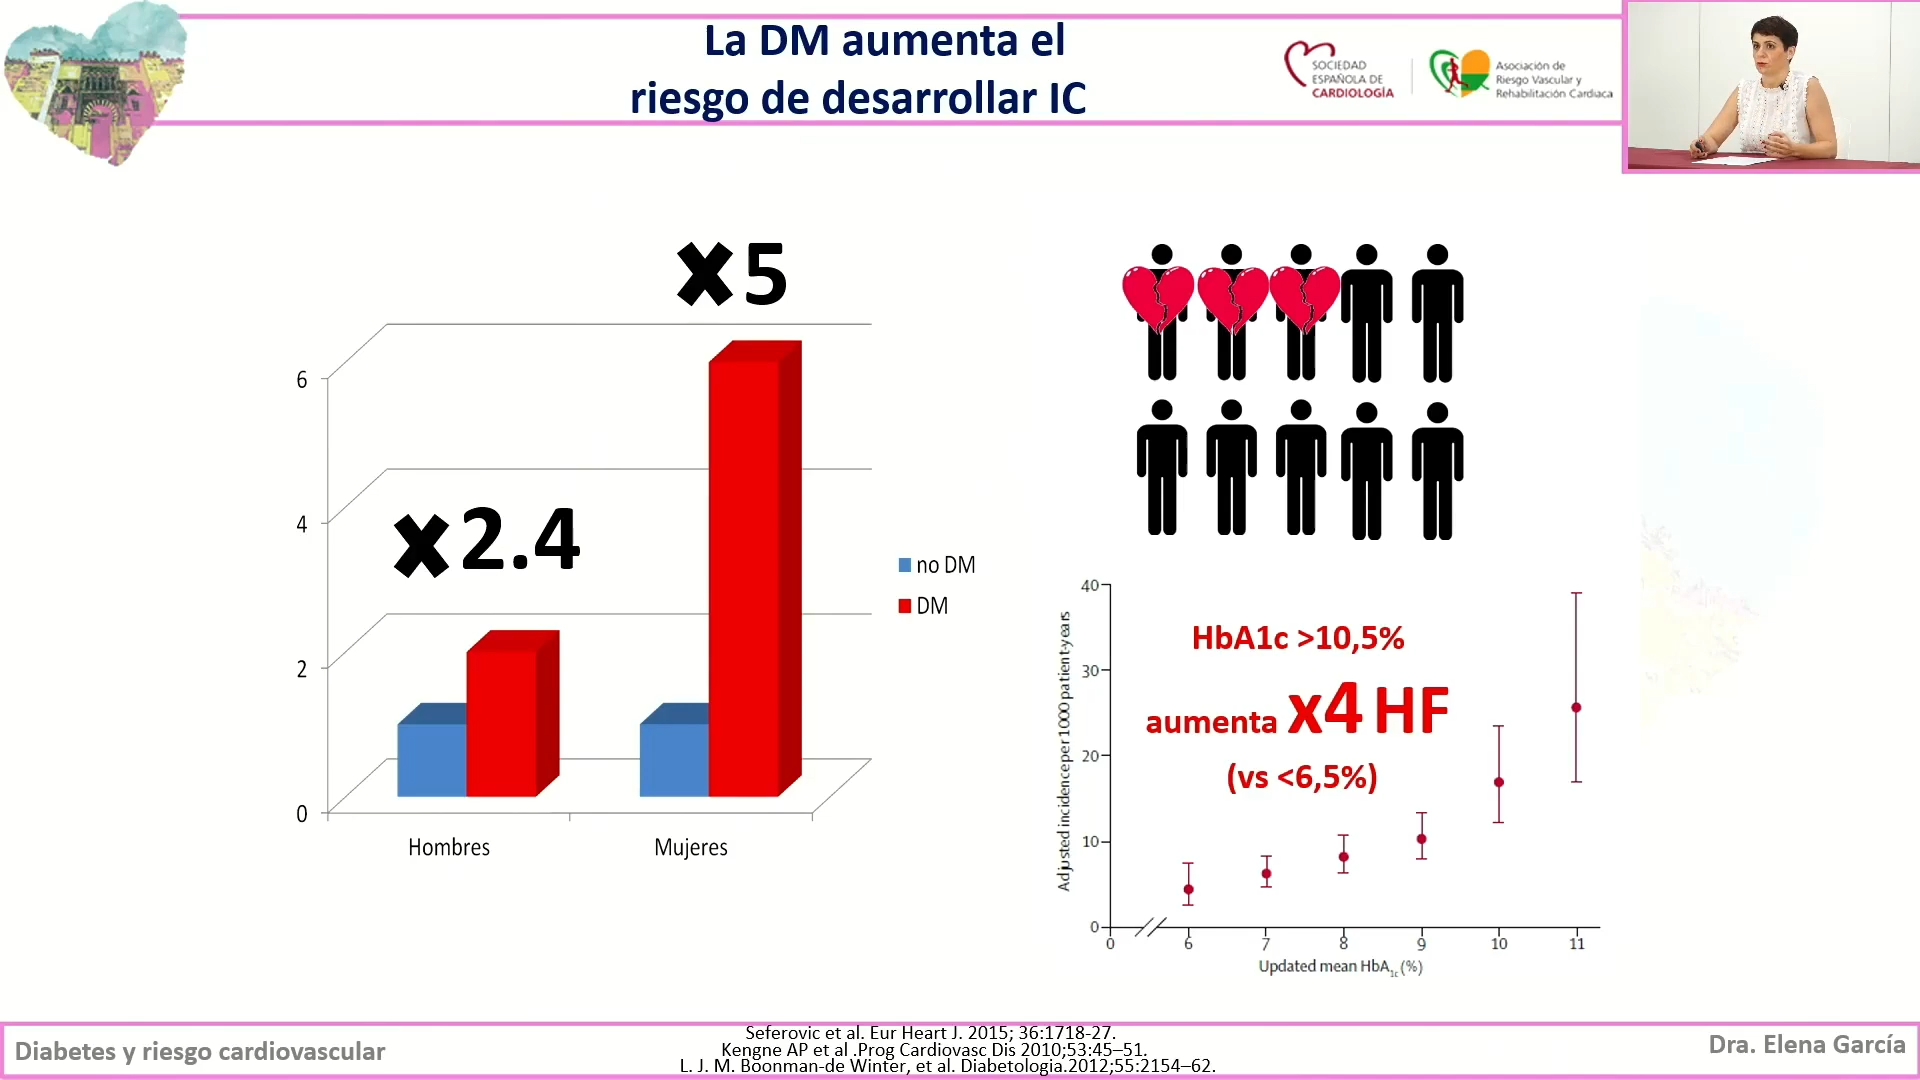 La DM aumenta el
riesgo de desarrollar IC
SOCIEDAD
ESPAÑOLA DE
CARDIOLOGÍA
Asociación de
Riesgo Vascular y
Rehabilitación Cardiaca
✘5
✘2.4
6
4
2
0
Hombres
Mujeres
no DM
DM
HbA1c >10,5%
aumenta x4 HF
(vs <6,5%)
Adjusted incidence per 1000 patient-years
40
30
20
10
0
0 6 7 8 9 10 11
Updated mean HbA1c (%)
Diabetes y riesgo cardiovascular
Seferovic et al. Eur Heart J. 2015; 36:1718-27.
Kengne AP et al .Prog Cardiovasc Dis 2010;53:45–51.
L. J. M. Boonman-de Winter, et al. Diabetologia.2012;55:2154–62.
Dra. Elena García